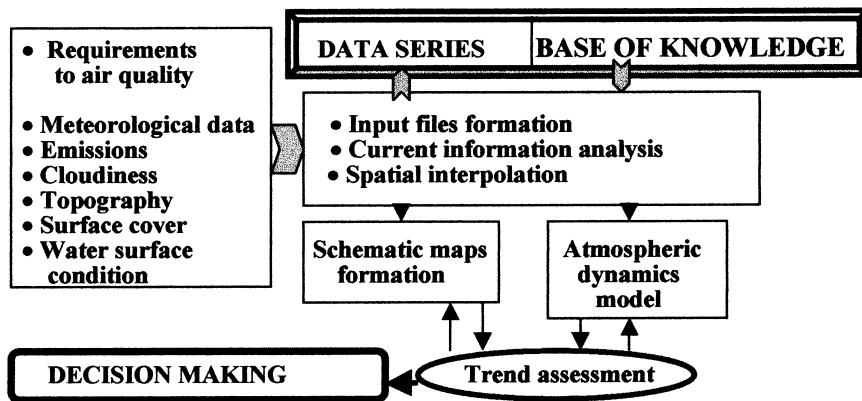 • Requirements
to air quality
• Meteorological data
• Emissions
• Cloudiness
• Topography
• Surface cover
• Water surface
condition
DATA SERIES
BASE OF KNOWLEDGE
• Input files formation
• Current information analysis
• Spatial interpolation
Schematic maps
formation
Atmospheric
dynamics
model
DECISION MAKING
Trend assessment